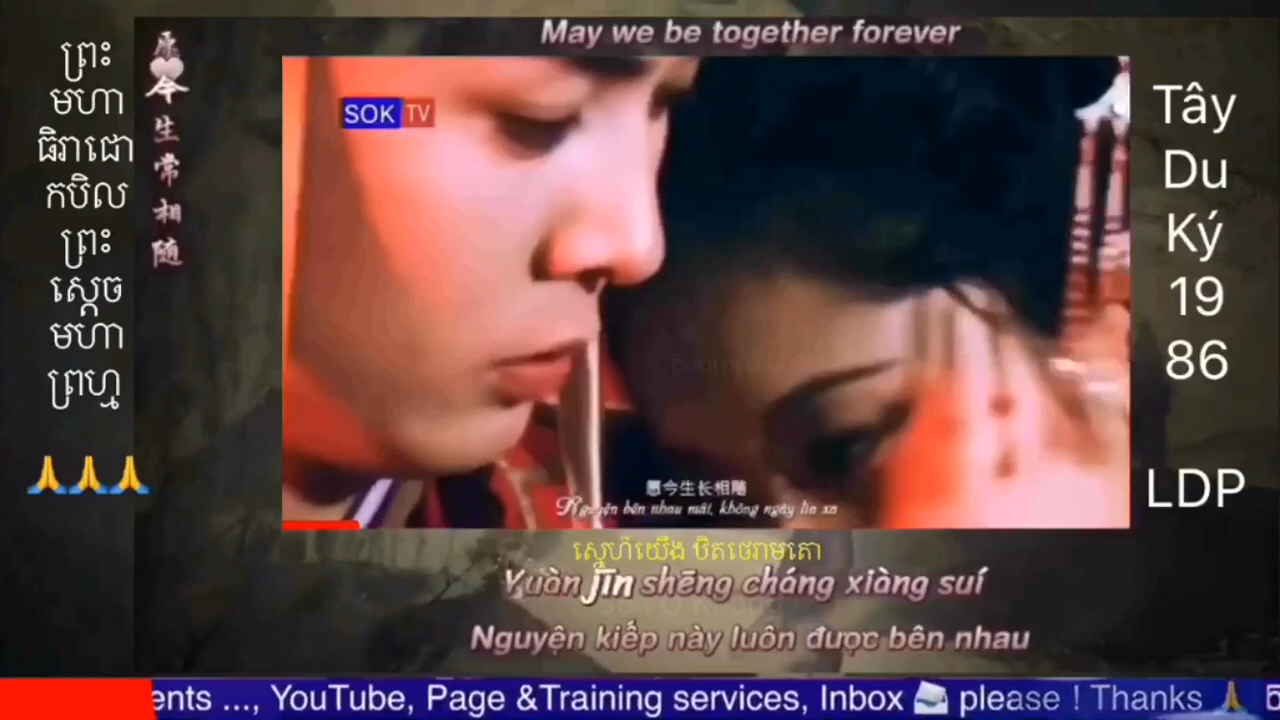 May we be together forever
ព្រះ
មហា
ធិរាជោ
កបិល
ព្រះ
ស្តេច
មហា
ព្រហ្ម
🙏🙏🙏
愿
今
生
常
相
随
SOK TV
Tây
Du
Ký
19
86
LDP
愿今生长相随
Nguyện bên nhau mãi, không ngày lìa xa
ស្នេហ៍យើង ឋិតថេរាមតោ
Yuàn jīn shēng cháng xiàng suí
Nguyện kiếp này luôn được bên nhau
ents ..., YouTube, Page &Training services, Inbox 📨 please ! Thanks 🙏